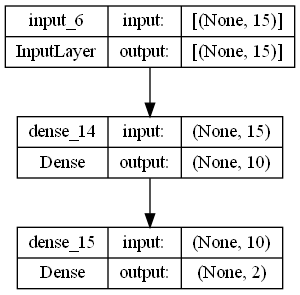 input_6 input: [(None, 15)]
InputLayer output: [(None, 15)]
dense_14 input: (None, 15)
Dense output: (None, 10)
dense_15 input: (None, 10)
Dense output: (None, 2)